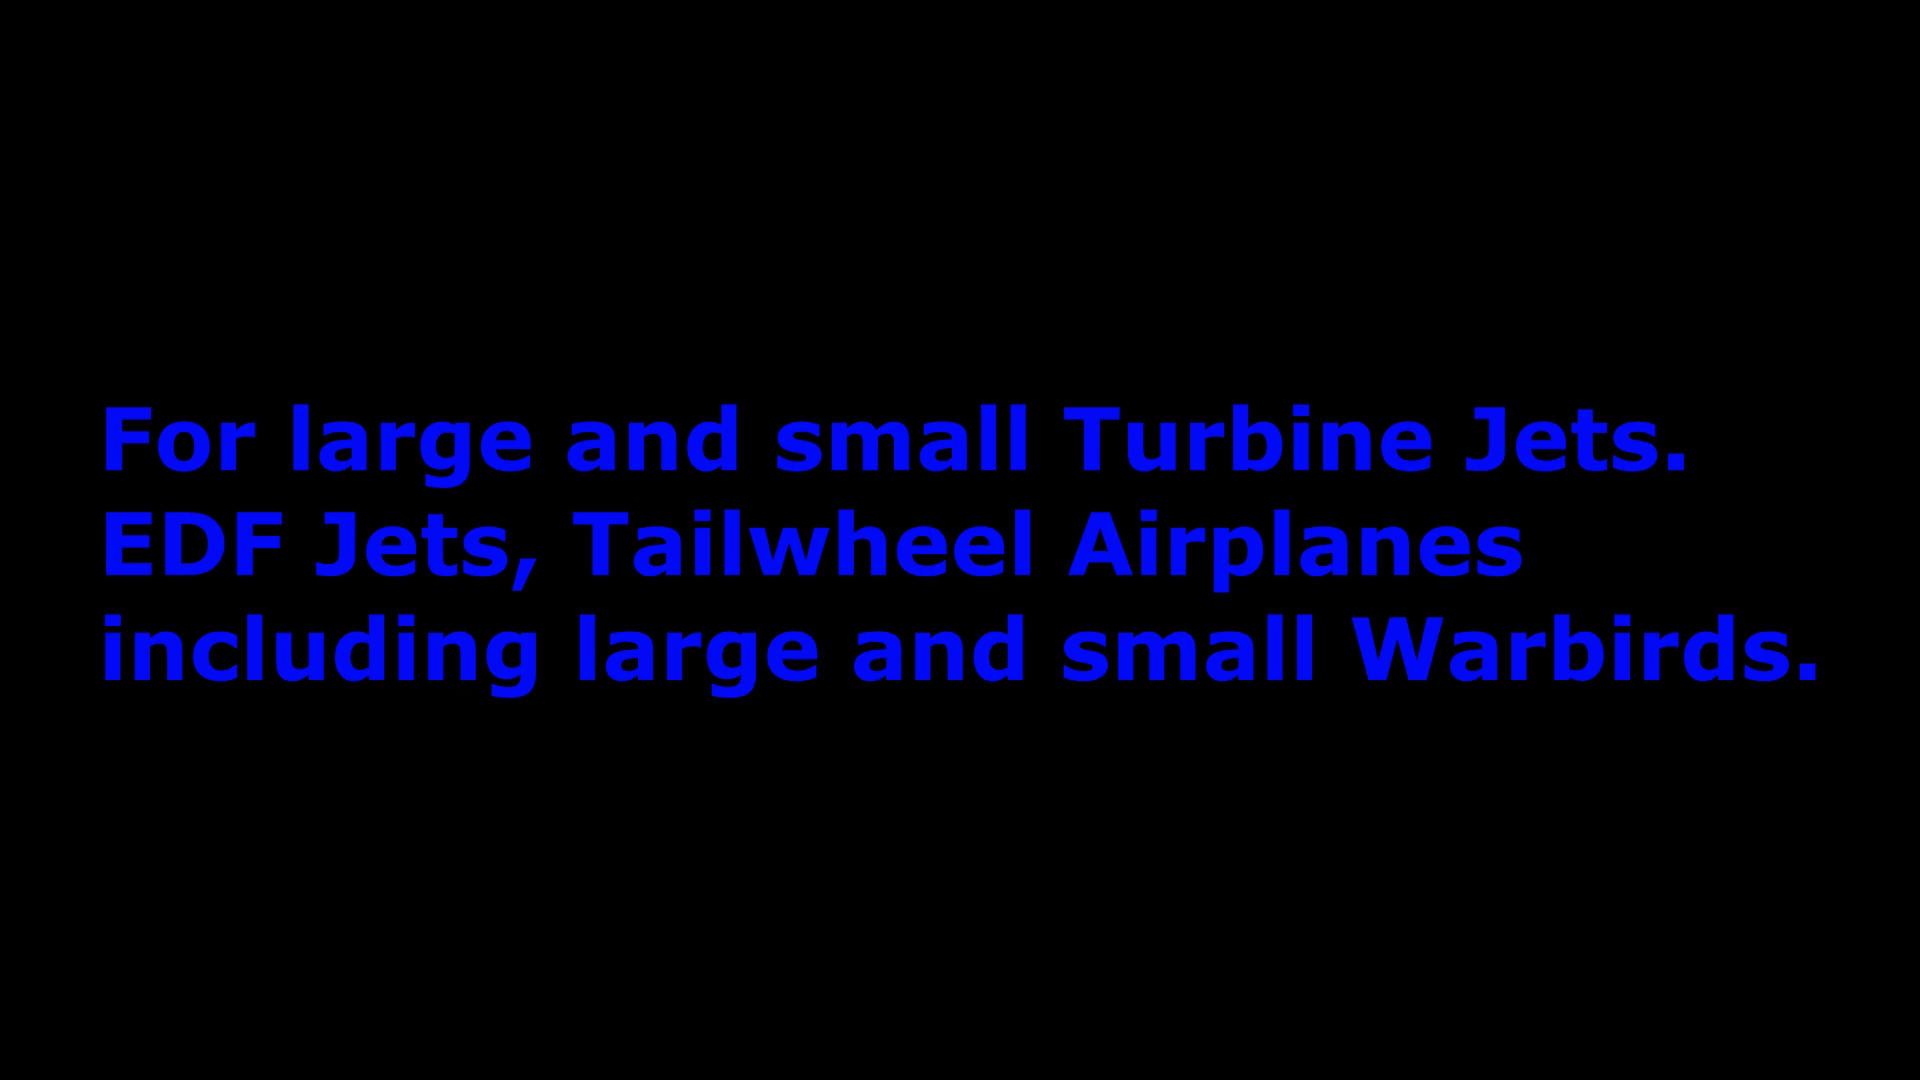 For large and small Turbine Jets.
EDF Jets, Tailwheel Airplanes
including large and small Warbirds.